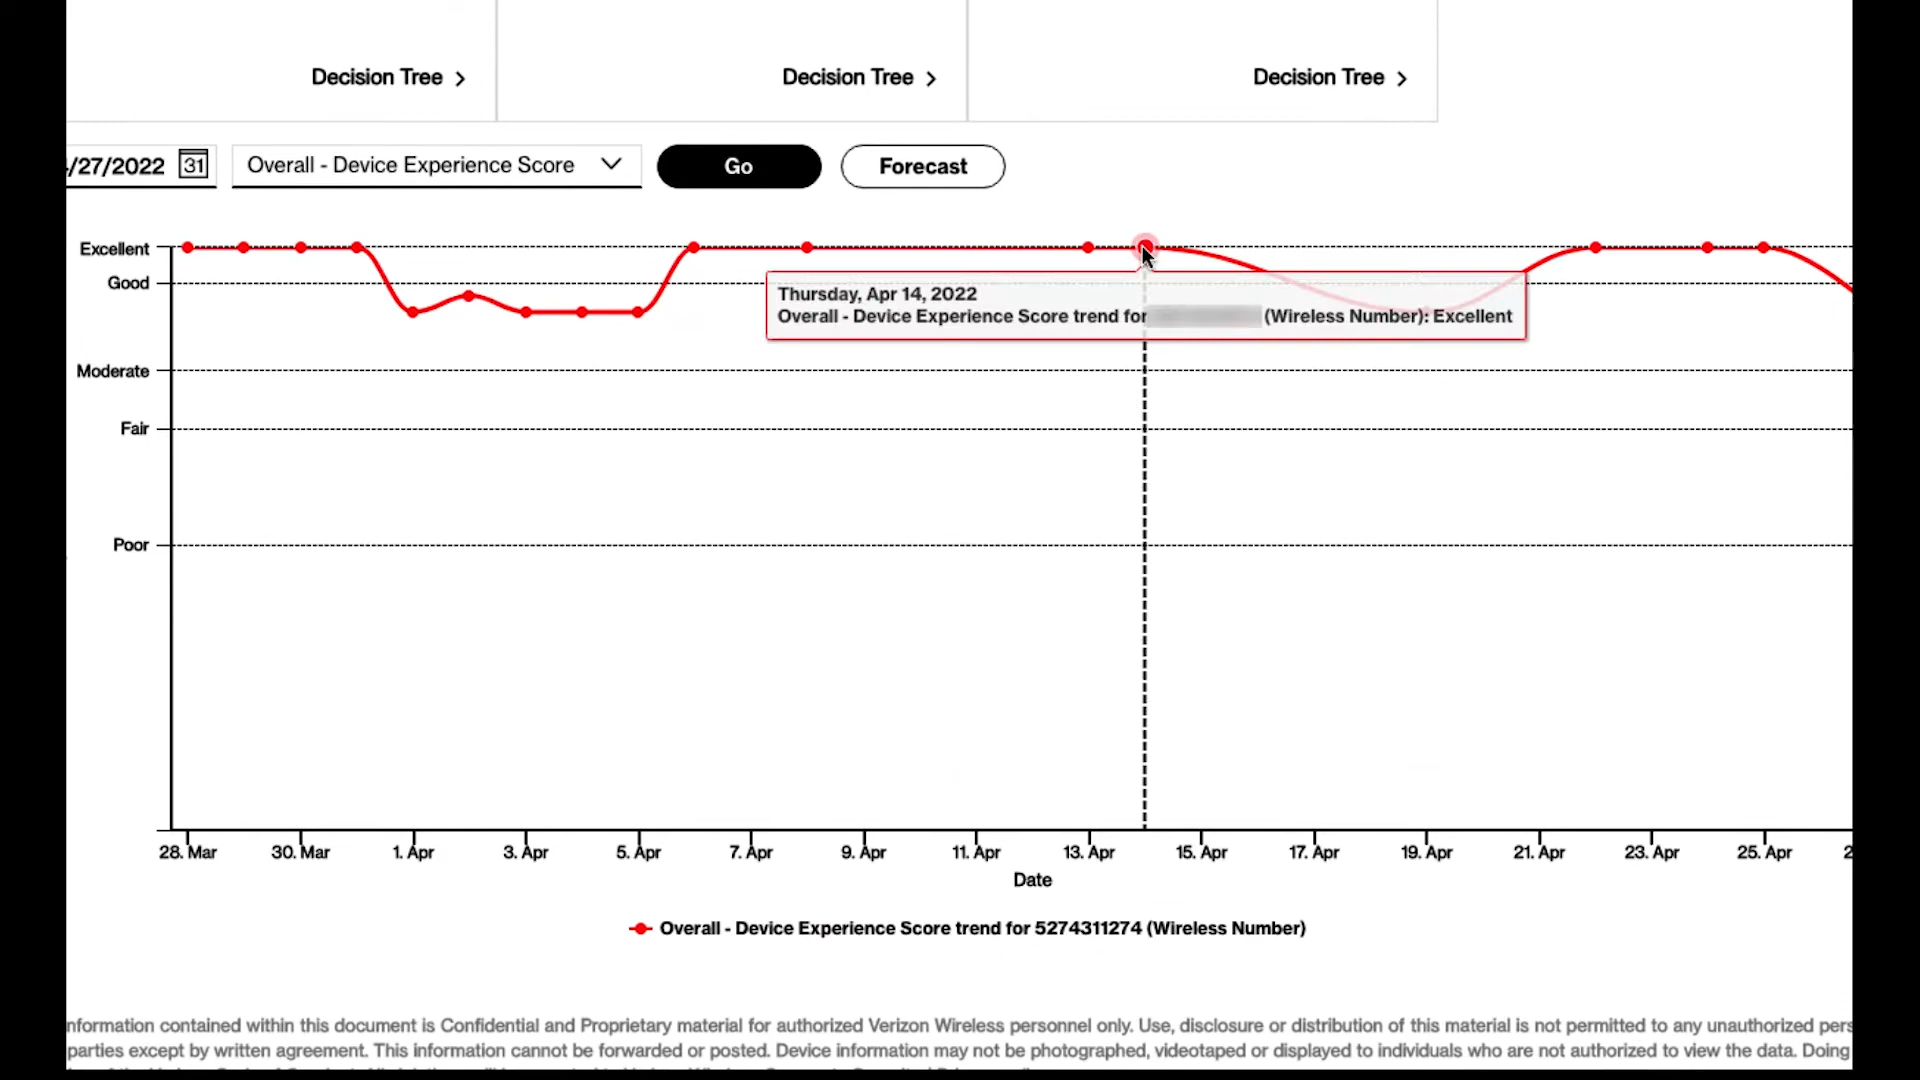 Decision Tree >
Decision Tree >
Decision Tree >
/27/2022 31
Overall - Device Experience Score
Go
Forecast
Excellent
Good
Moderate
Fair
Poor
Thursday, Apr 14, 2022
Overall - Device Experience Score trend for (Wireless Number): Excellent
28. Mar 30. Mar 1. Apr 3. Apr 5. Apr 7. Apr 9. Apr 11. Apr 13. Apr 15. Apr 17. Apr 19. Apr 21. Apr 23. Apr 25. Apr 2
Date
Overall - Device Experience Score trend for 5274311274 (Wireless Number)
nformation contained within this document is Confidential and Proprietary material for authorized Verizon Wireless personnel only. Use, disclosure or distribution of this material is not permitted to any unauthorized pers
parties except by written agreement. This information cannot be forwarded or posted. Device information may not be photographed, videotaped or displayed to individuals who are not authorized to view the data. Doing